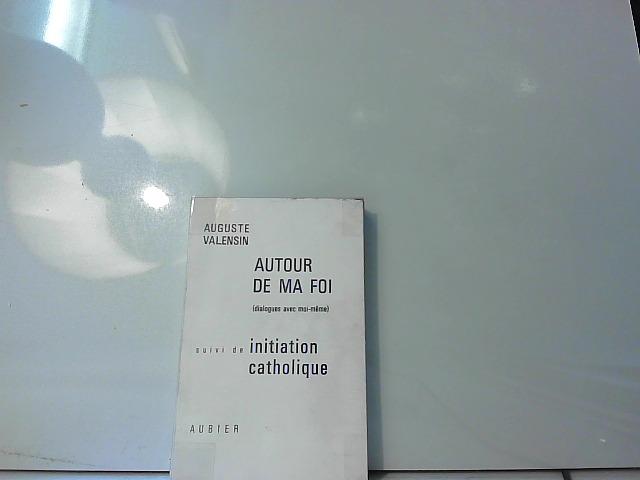 AUGUSTE
VALENSIN
AUTOUR
DE MA FOI
(dialogues avec moi-même)
suivi de initiation
catholique
AUBIER